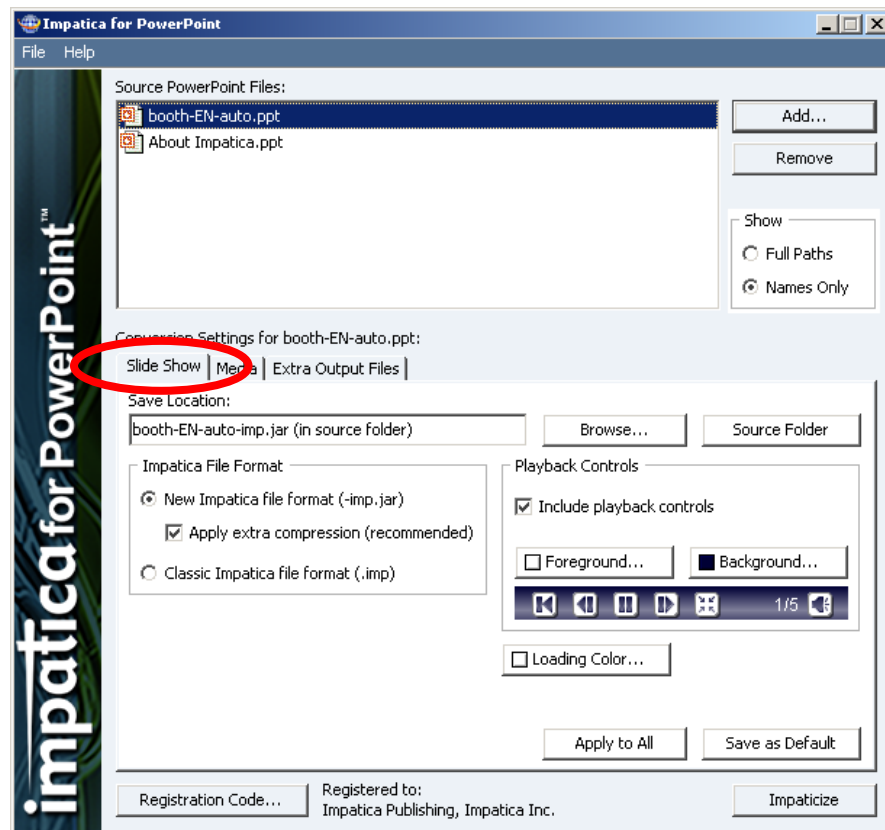 Impatica for PowerPoint
File Help
Source PowerPoint Files:
booth-EN-auto.ppt
About Impatica.ppt
Add...
Remove
Show
Full Paths
Names Only
Conversion Settings for booth-EN-auto.ppt:
Slide Show Media Extra Output Files
Save Location:
booth-EN-auto-imp.jar (in source folder)
Browse...
Source Folder
Impatica File Format
New Impatica file format (-imp.jar)
Apply extra compression (recommended)
Classic Impatica file format (.imp)
Playback Controls
Include playback controls
Foreground...
Background...
1/5
Loading Color...
Apply to All
Save as Default
Registration Code...
Registered to:
Impatica Publishing, Impatica Inc.
Impaticize
impatica for PowerPoint™